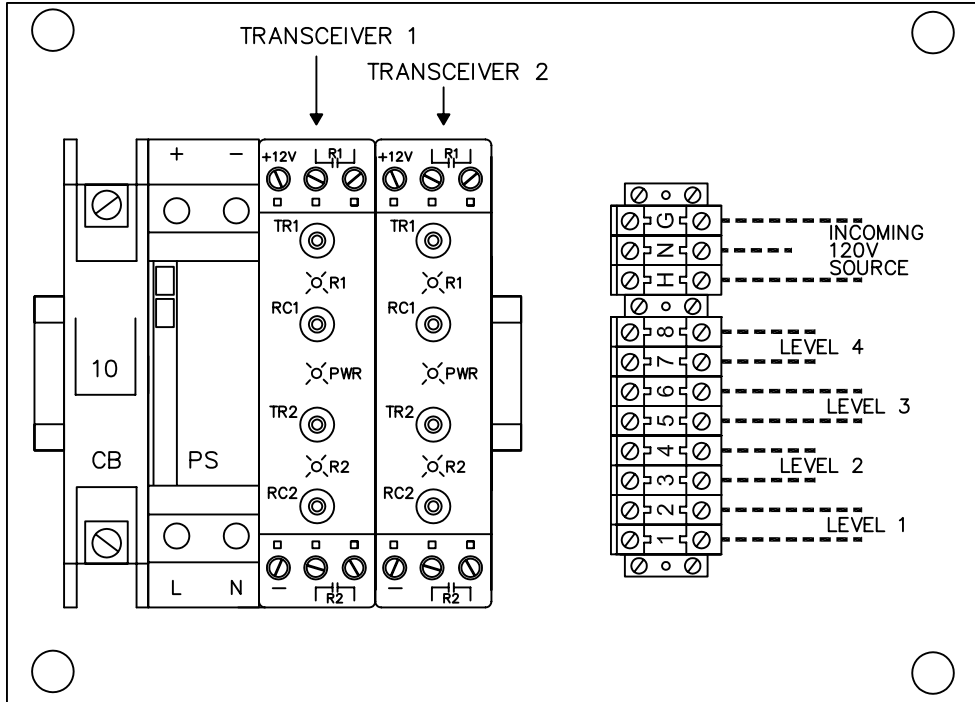 TRANSCEIVER 1
TRANSCEIVER 2
+ −
+12V R1
+12V R1
TR1
TR1
R1
R1
RC1
RC1
PWR
PWR
TR2
TR2
R2
R2
RC2
RC2
− R2
− R2
10
CB
PS
L N
G
N
H
INCOMING
120V
SOURCE
8
7
LEVEL 4
6
5
LEVEL 3
4
3
LEVEL 2
2
1
LEVEL 1